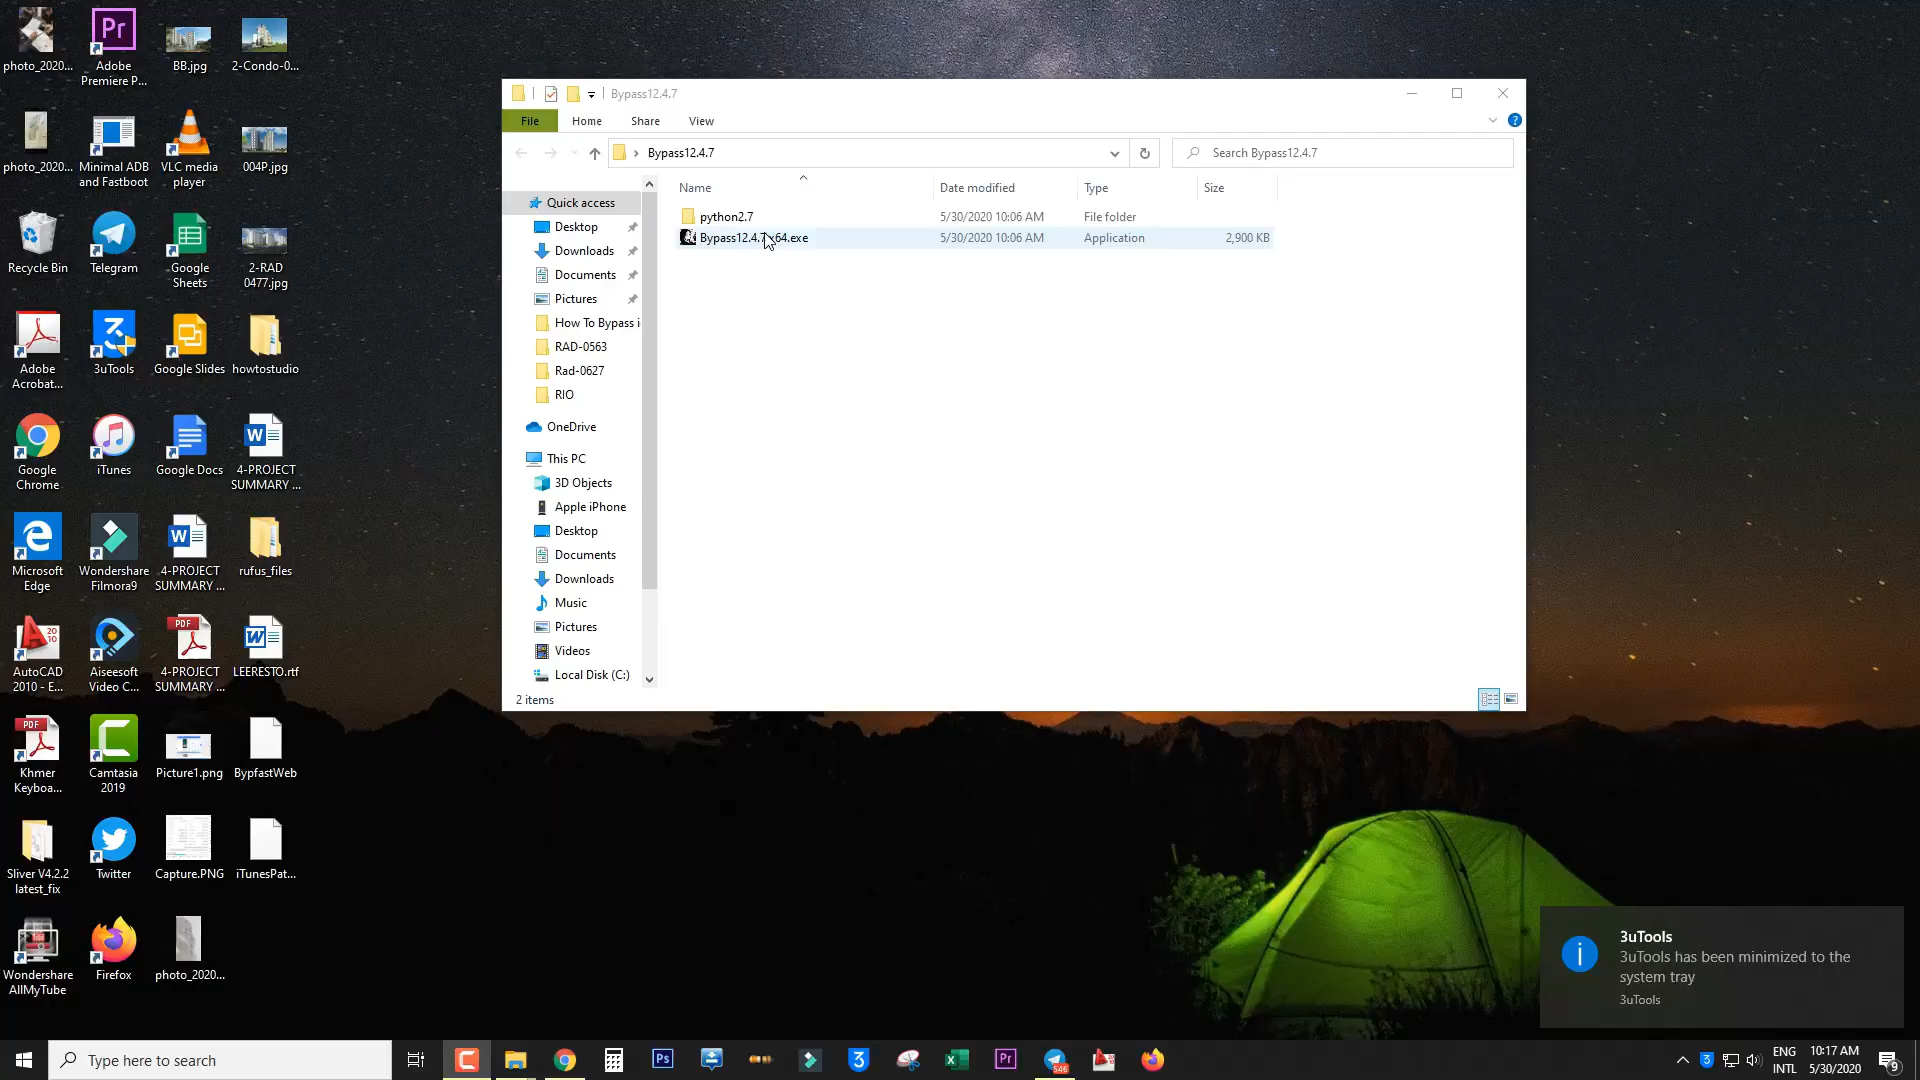 photo_2020...
Adobe
Premiere P...
BB.jpg
2-Condo-0...
photo_2020...
Minimal ADB
and Fastboot
VLC media
player
004P.jpg
Recycle Bin
Telegram
Google
Sheets
2-RAD
0477.jpg
Adobe
Acrobat...
3uTools
Google Slides
howtostudio
Google
Chrome
iTunes
Google Docs
4-PROJECT
SUMMARY ...
Microsoft
Edge
Wondershare
Filmora9
4-PROJECT
SUMMARY ...
rufus_files
AutoCAD
2010 - E...
Aiseesoft
Video C...
4-PROJECT
SUMMARY ...
LEERESTO.rtf
Khmer
Keyboa...
Camtasia
2019
Picture1.png
BypfastWeb
Sliver V4.2.2
latest_fix
Twitter
Capture.PNG
iTunesPat...
Wondershare
AllMyTube
Firefox
photo_2020...
Bypass12.4.7
File Home Share View
Bypass12.4.7
Search Bypass12.4.7
Name Date modified Type Size
python2.7 5/30/2020 10:06 AM File folder
Bypass12.4.7x64.exe 5/30/2020 10:06 AM Application 2,900 KB
Quick access
Desktop
Downloads
Documents
Pictures
How To Bypass i
RAD-0563
Rad-0627
RIO
OneDrive
This PC
3D Objects
Apple iPhone
Desktop
Documents
Downloads
Music
Pictures
Videos
Local Disk (C:)
2 items
3uTools
3uTools has been minimized to the
system tray
3uTools
Type here to search
546
ENG
INTL
10:17 AM
5/30/2020
9